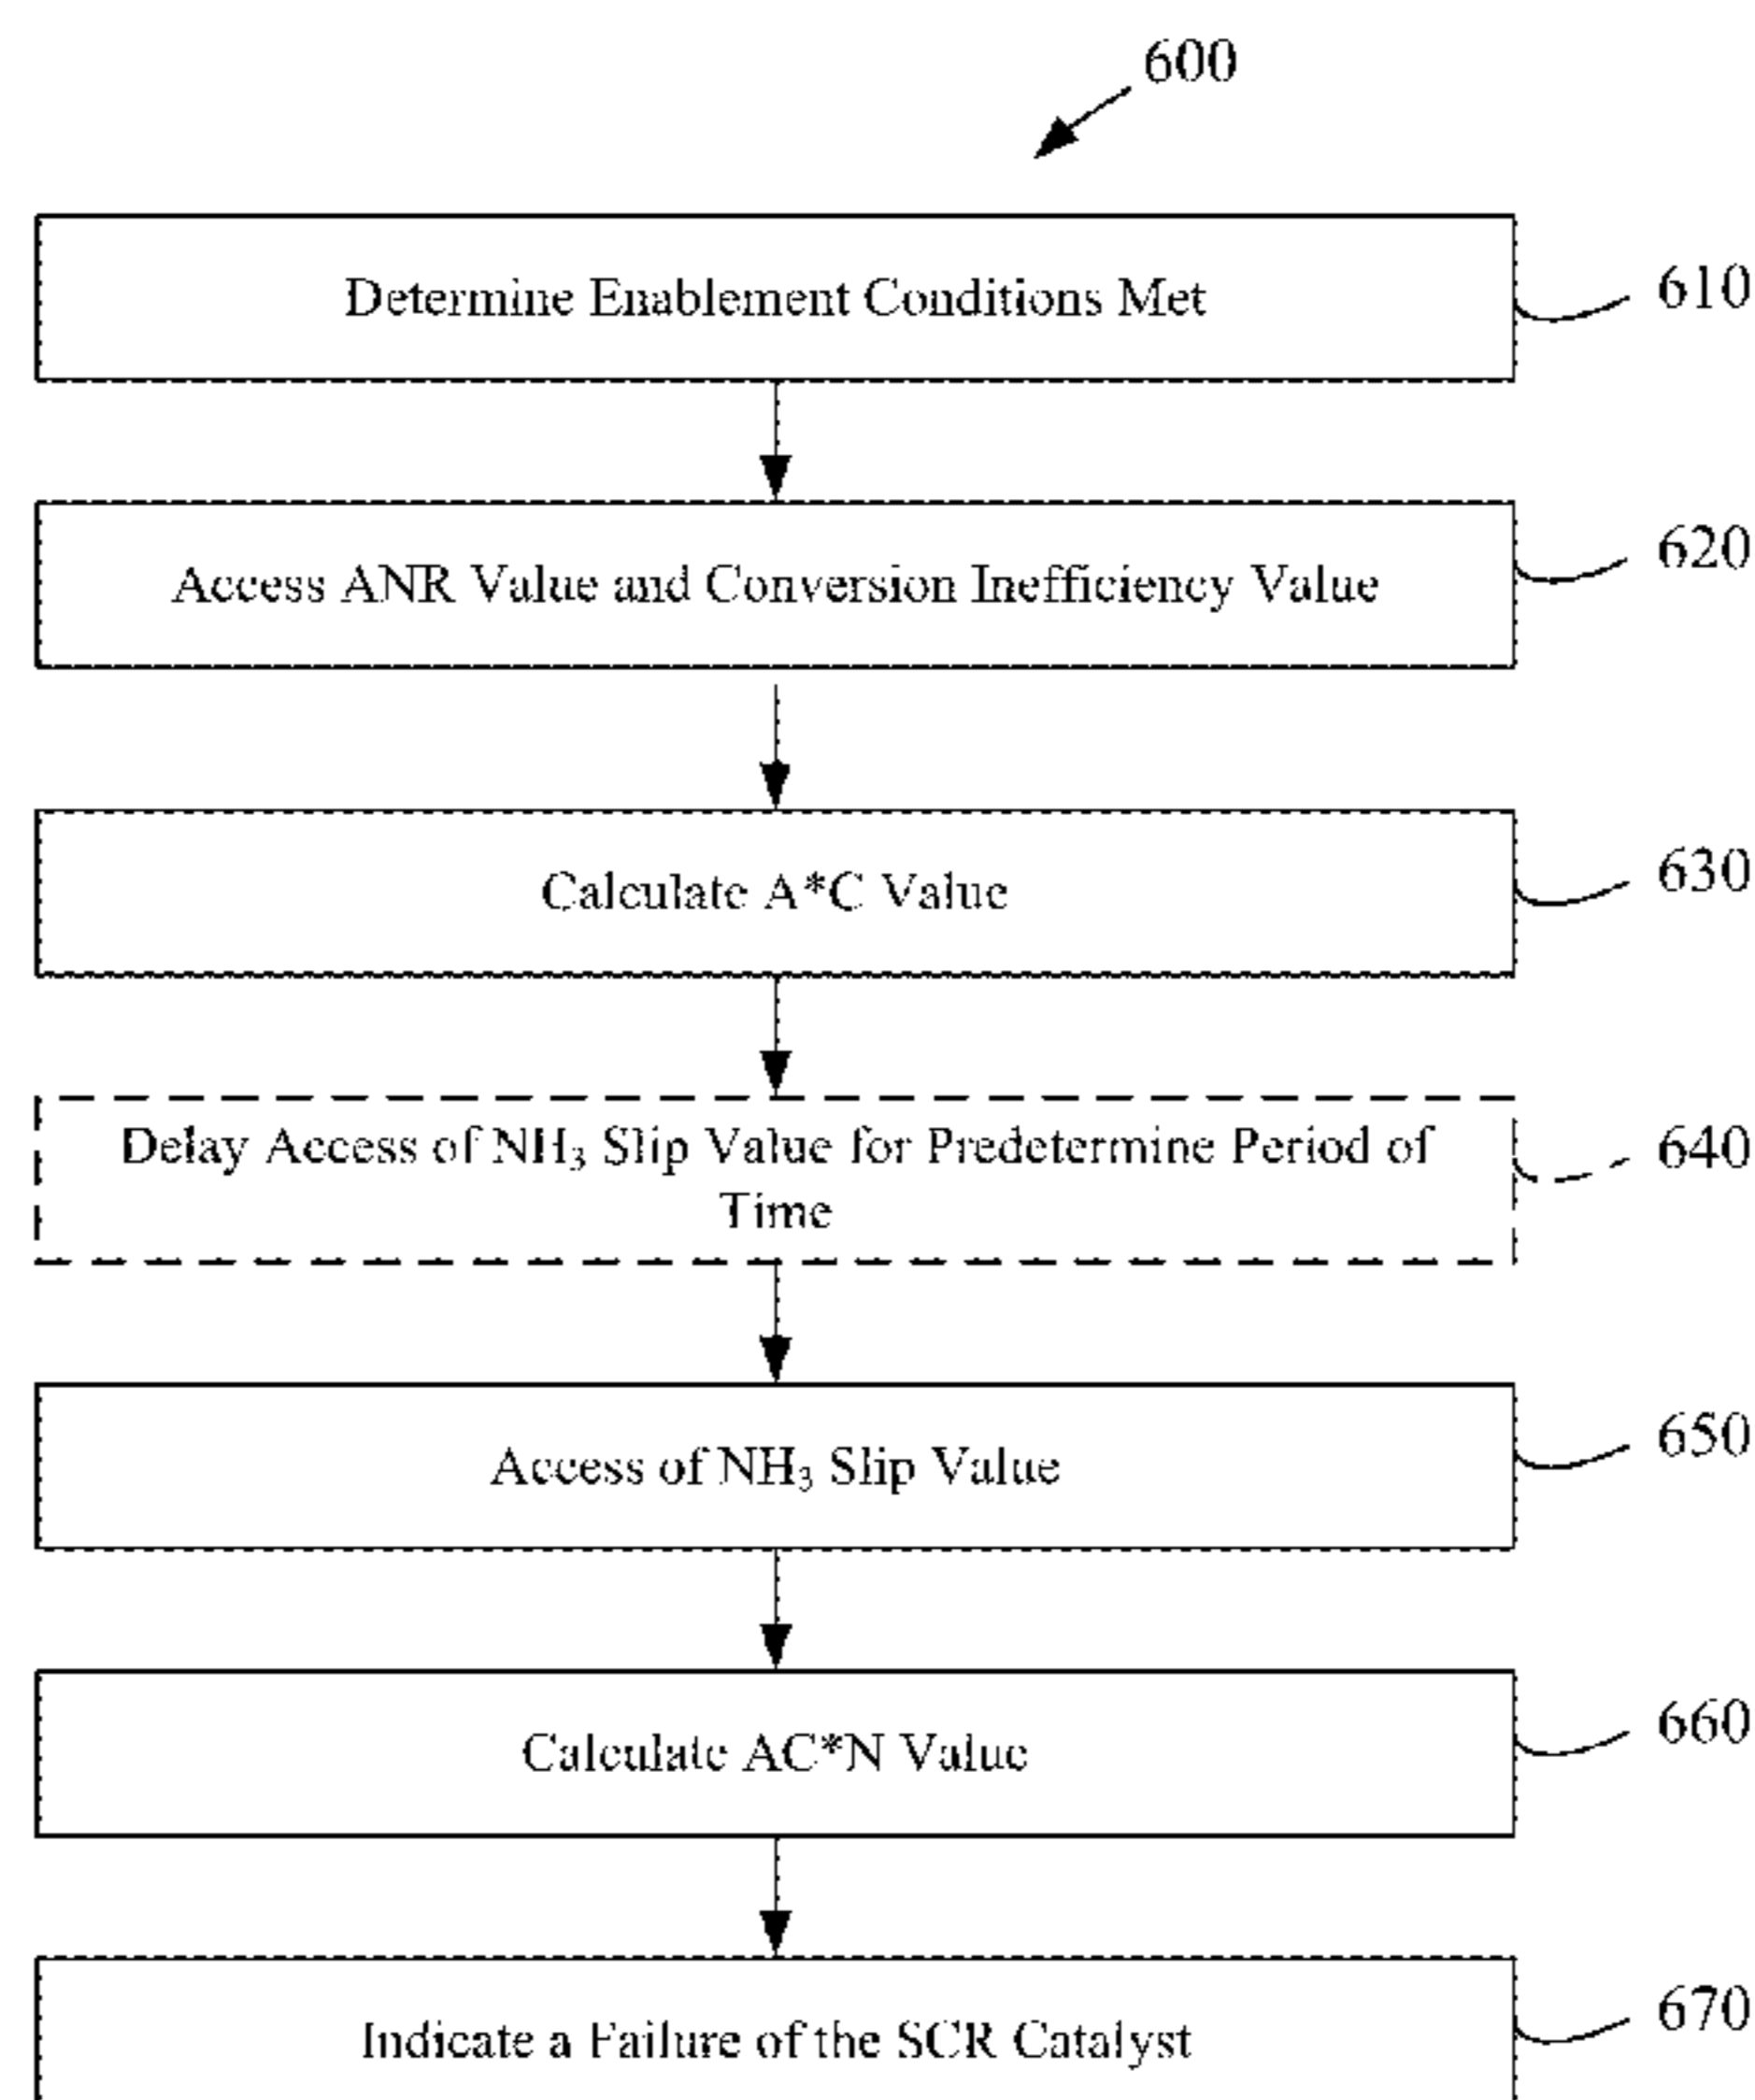 600
Determine Enablement Conditions Met
610
Access ANR Value and Conversion Inefficiency Value
620
Calculate A*C Value
630
Delay Access of NH₃ Slip Value for Predetermine Period of
Time
640
Access of NH₃ Slip Value
650
Calculate AC*N Value
660
Indicate a Failure of the SCR Catalyst
670